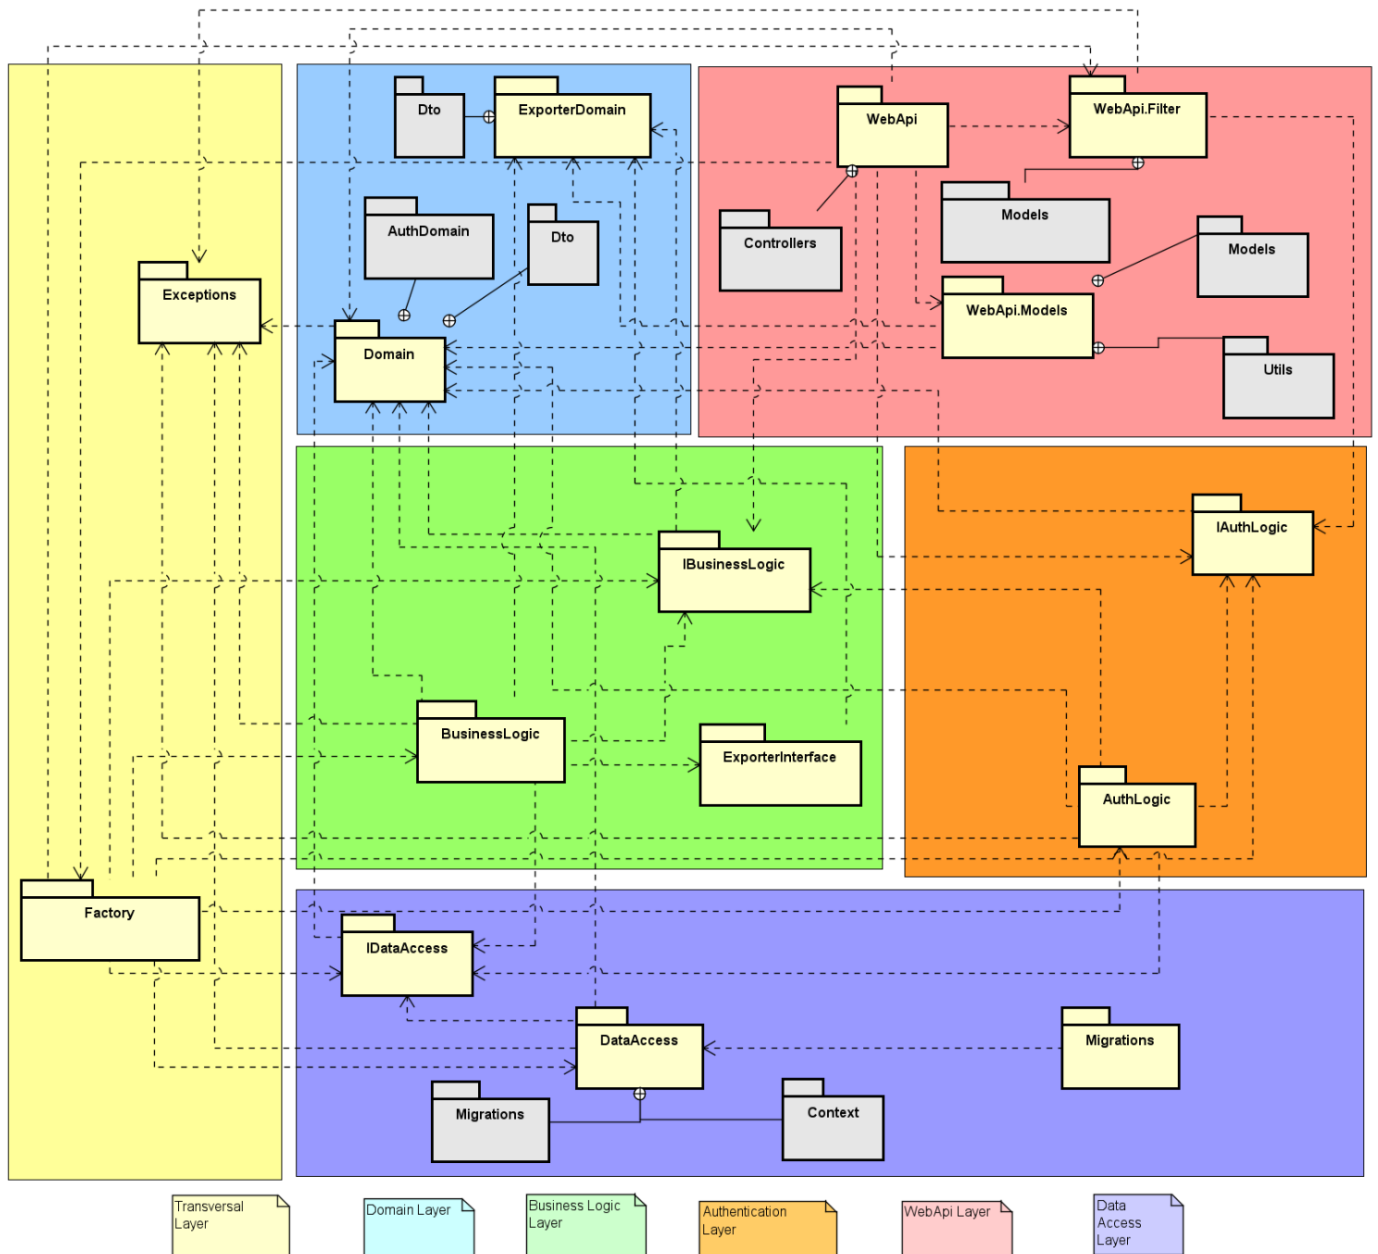 Dto
ExporterDomain
WebApi
WebApi.Filter
AuthDomain
Dto
Controllers
Models
Models
Exceptions
WebApi.Models
Domain
Utils
IAuthLogic
IBusinessLogic
BusinessLogic
ExporterInterface
AuthLogic
Factory
IDataAccess
DataAccess
Migrations
Migrations
Context
Transversal
Layer
Domain Layer
Business Logic
Layer
Authentication
Layer
WebApi Layer
Data
Access
Layer